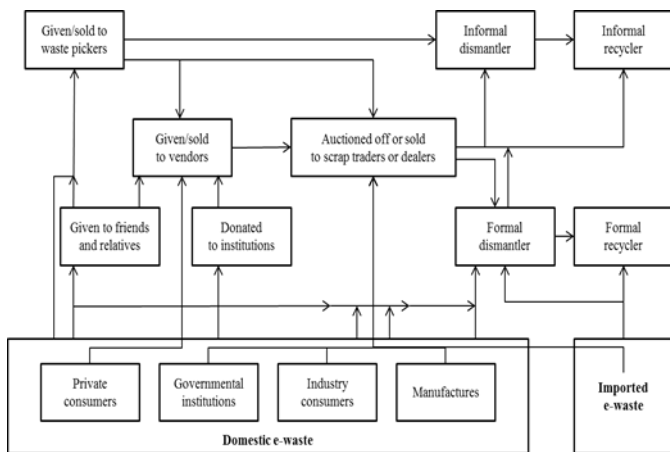 Given/sold to
waste pickers
Informal
dismantler
Informal
recycler
Given/sold
to vendors
Auctioned off or sold
to scrap traders or dealers
Given to friends
and relatives
Donated
to institutions
Formal
dismantler
Formal
recycler
Private
consumers
Governmental
institutions
Industry
consumers
Manufactures
Imported
e-waste
Domestic e-waste